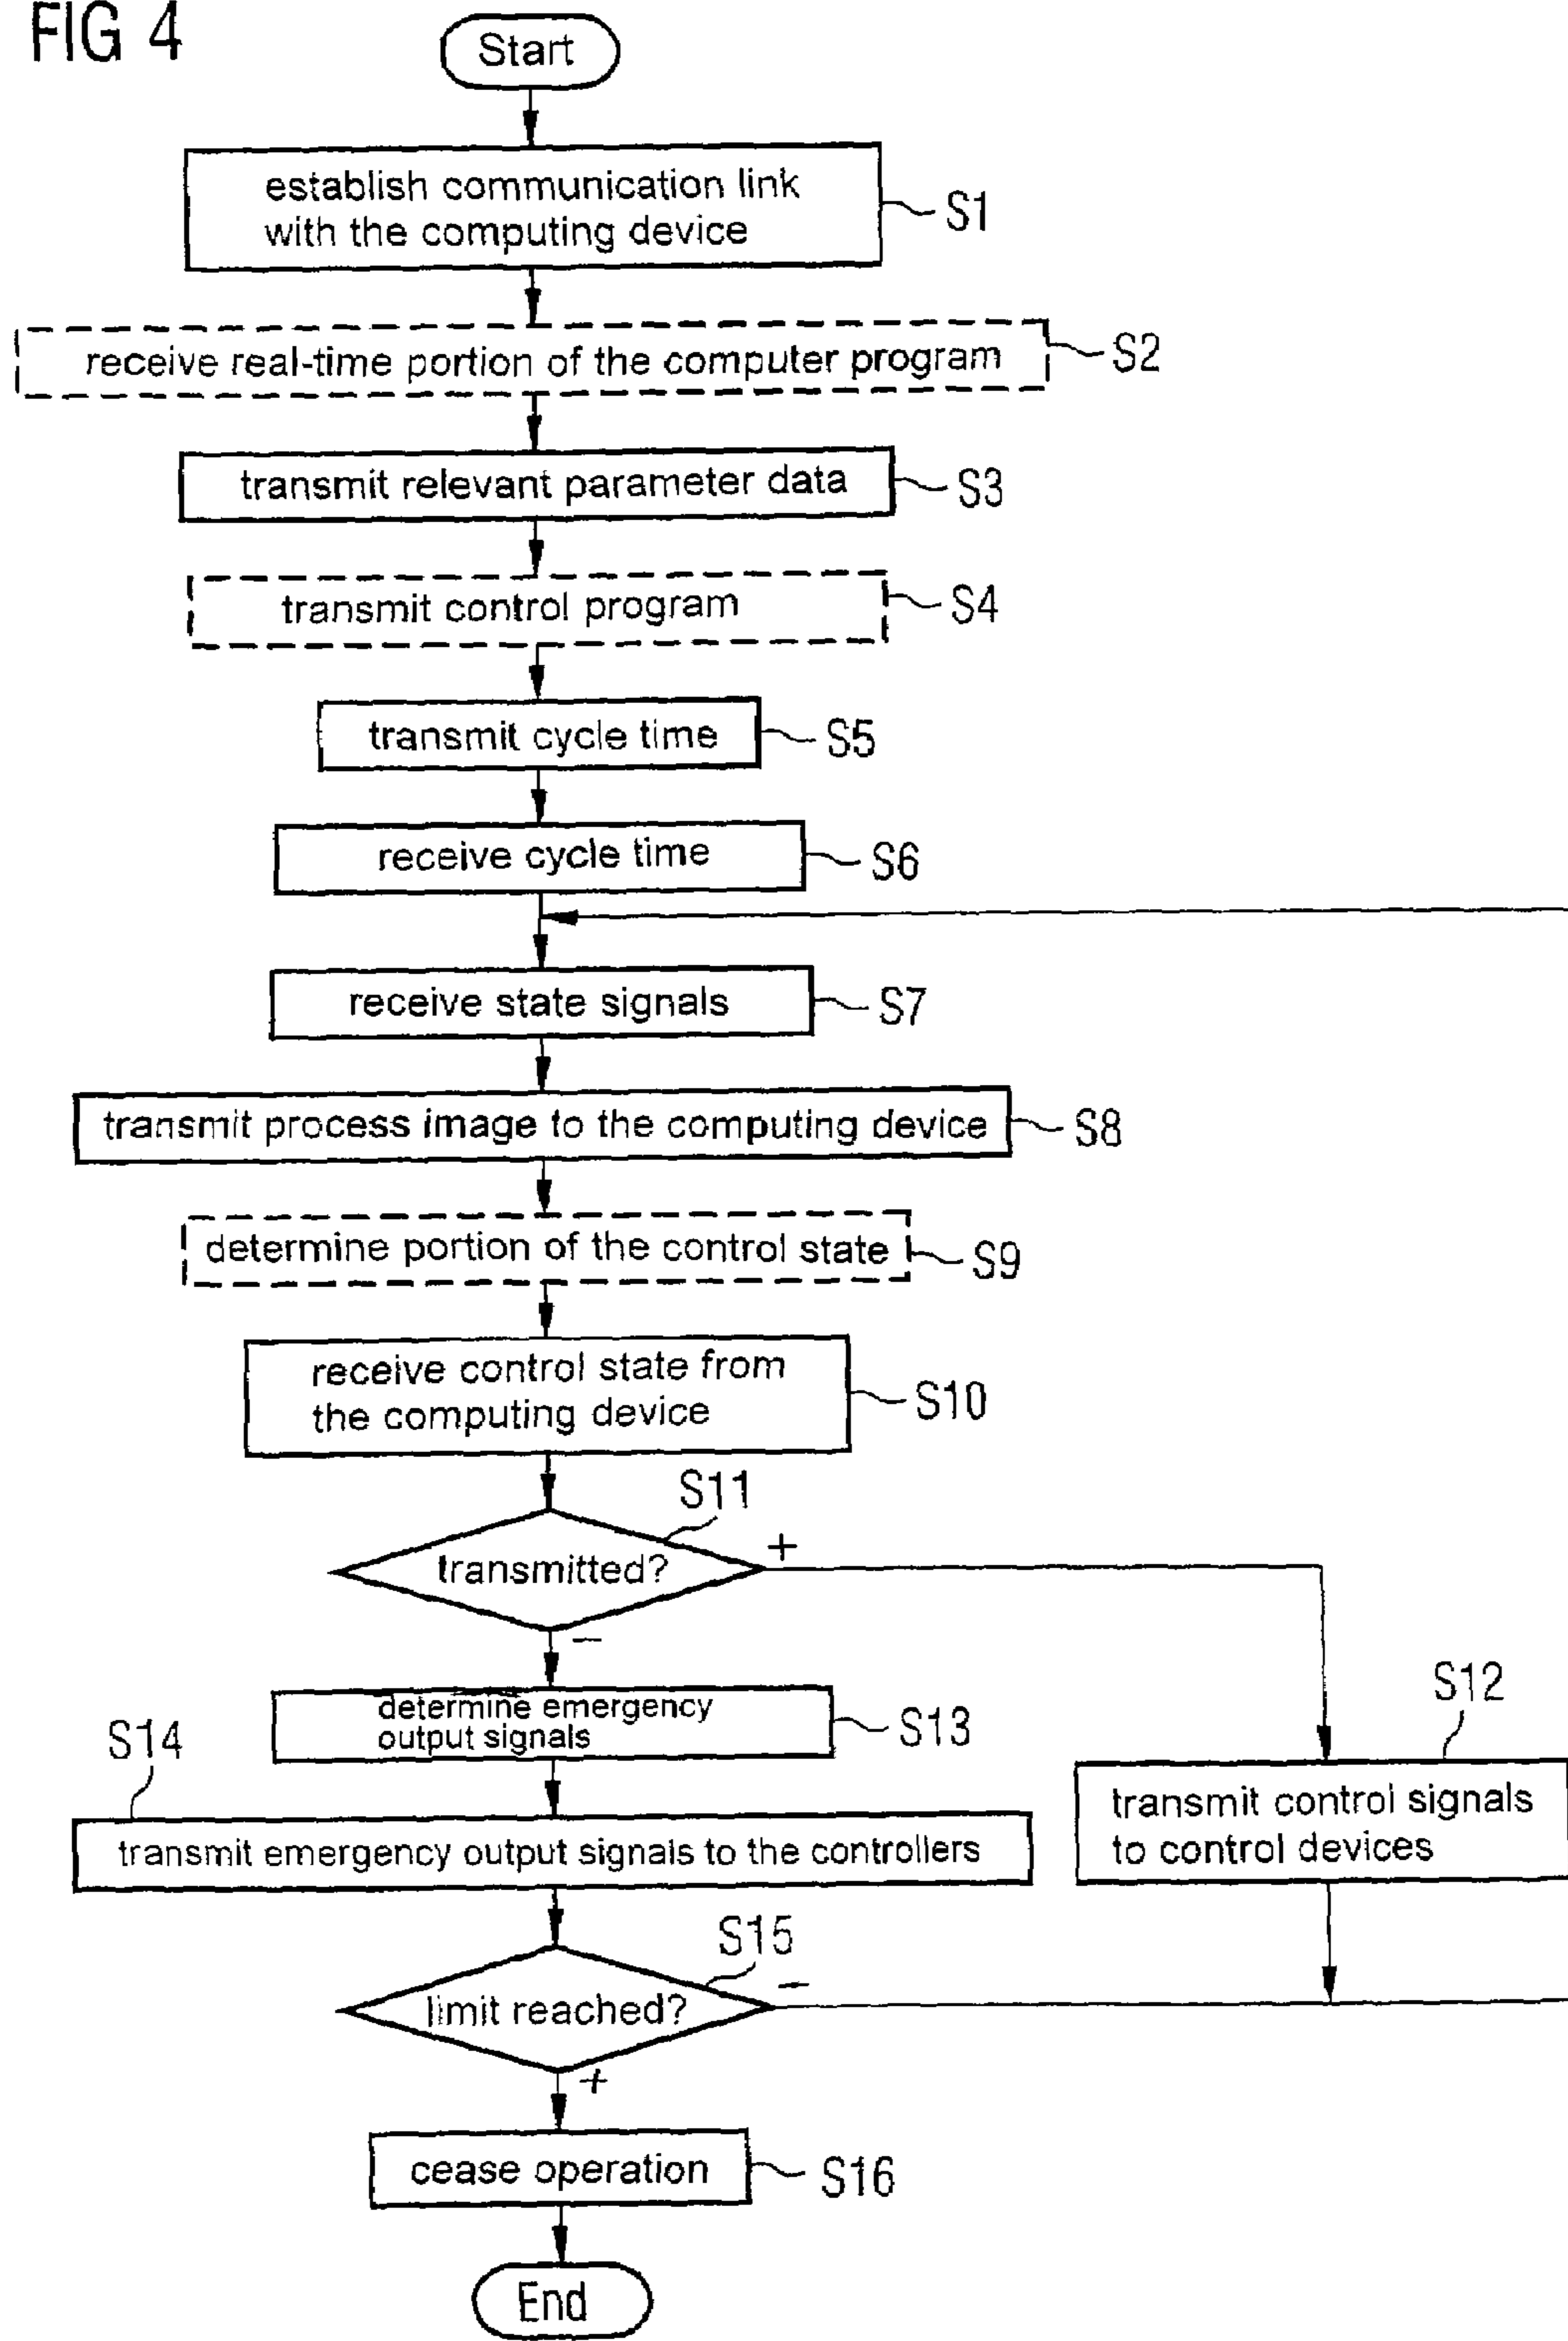 FIG 4
Start
establish communication link
with the computing device
S1
receive real-time portion of the computer program
S2
transmit relevant parameter data
S3
transmit control program
S4
transmit cycle time
S5
receive cycle time
S6
receive state signals
S7
transmit process image to the computing device
S8
determine portion of the control state
S9
receive control state from
the computing device
S10
S11
transmitted?
+
−
determine emergency
output signals
S13
S12
transmit control signals
to control devices
S14
transmit emergency output signals to the controllers
S15
limit reached?
−
+
cease operation
S16
End